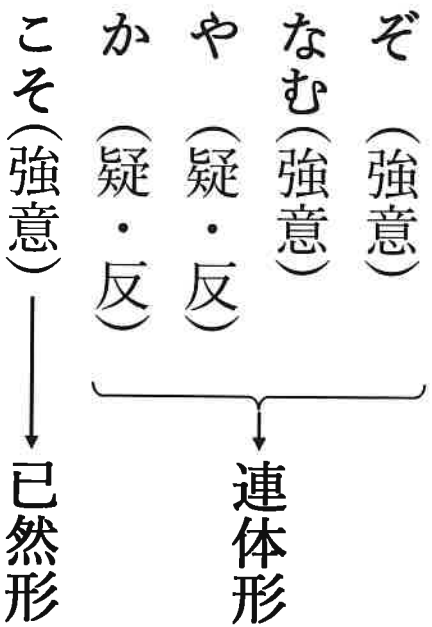 ぞ（強意）
なむ（強意）
や（疑・反）
か（疑・反）
連体形
こそ（強意）
已然形